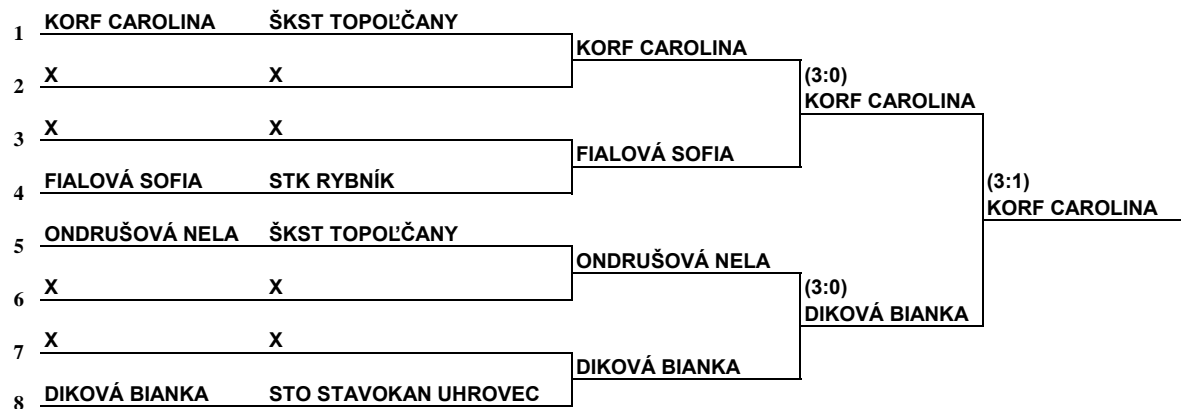 1 KORF CAROLINA ŠKST TOPOĽČANY
KORF CAROLINA
2 X X
(3:0)
KORF CAROLINA
3 X X
FIALOVÁ SOFIA
4 FIALOVÁ SOFIA STK RYBNÍK
(3:1)
KORF CAROLINA
5 ONDRUŠOVÁ NELA ŠKST TOPOĽČANY
ONDRUŠOVÁ NELA
6 X X
(3:0)
DIKOVÁ BIANKA
7 X X
DIKOVÁ BIANKA
8 DIKOVÁ BIANKA STO STAVOKAN UHROVEC